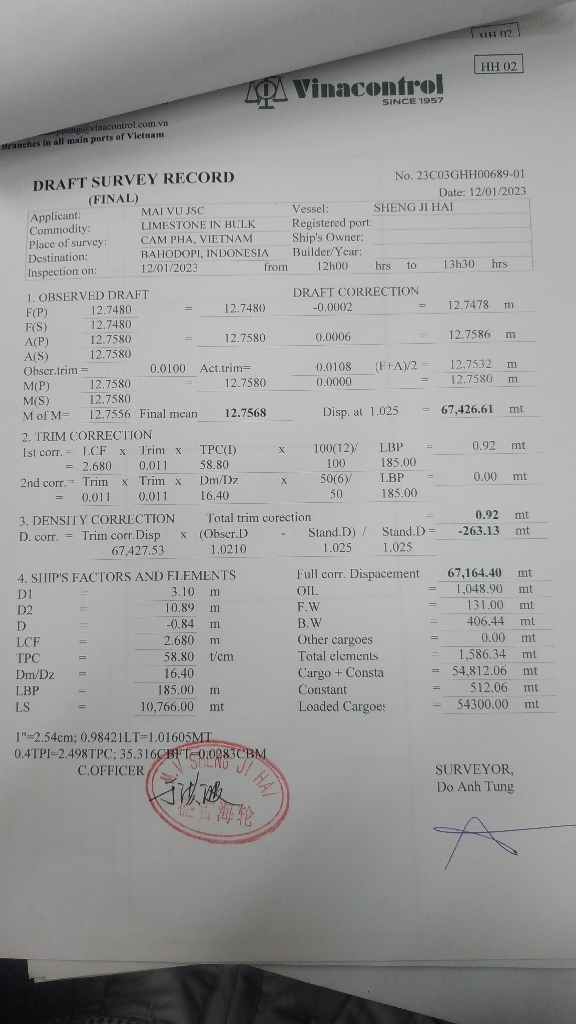 HH 02
HH 02
Vinacontrol
SINCE 1957
@vinacontrol.com.vn
Branches in all main ports of Vietnam
DRAFT SURVEY RECORD
(FINAL)
No. 23C03GHH00689-01
Date: 12/01/2023
Applicant: MAI VU JSC Vessel: SHENG JI HAI
Commodity: LIMESTONE IN BULK Registered port:
Place of survey: CAM PHA, VIETNAM Ship's Owner:
Destination: BAHODOPI, INDONESIA Builder/Year:
Inspection on: 12/01/2023 from 12h00 hrs to 13h30 hrs
1. OBSERVED DRAFT DRAFT CORRECTION
F(P) 12.7480 = 12.7480 -0.0002 = 12.7478 m
F(S) 12.7480
A(P) 12.7580 = 12.7580 0.0006 = 12.7586 m
A(S) 12.7580
Obser.trim = 0.0100 Act.trim= 0.0108 (F+A)/2 = 12.7532 m
M(P) 12.7580 = 12.7580 0.0000 = 12.7580 m
M(S) 12.7580
M of M= 12.7556 Final mean 12.7568 Disp. at 1.025 = 67,426.61 mt
2. TRIM CORRECTION
1st corr. = LCF x Trim x TPC(I) x 100(12)/ LBP = 0.92 mt
= 2.680 0.011 58.80 100 185.00
2nd corr.= Trim x Trim x Dm/Dz x 50(6)/ LBP = 0.00 mt
= 0.011 0.011 16.40 50 185.00
3. DENSITY CORRECTION Total trim corection = 0.92 mt
D. corr. = Trim corr.Disp x (Obser.D - Stand.D) / Stand.D = -263.13 mt
67,427.53 1.0210 1.025 1.025
4. SHIP'S FACTORS AND ELEMENTS Full corr. Dispacement 67,164.40 mt
D1 = 3.10 m OIL = 1,048.90 mt
D2 = 10.89 m F.W = 131.00 mt
D = -0.84 m B.W = 406.44 mt
LCF = 2.680 m Other cargoes = 0.00 mt
TPC = 58.80 t/cm Total elements = 1,586.34 mt
Dm/Dz = 16.40 Cargo + Consta = 54,812.06 mt
LBP = 185.00 m Constant = 512.06 mt
LS = 10,766.00 mt Loaded Cargoes = 54300.00 mt
1"=2.54cm; 0.98421LT=1.01605MT
0.4TPI=2.498TPC; 35.316CBFT=0.0283CBM
C.OFFICER
M.V SHENG JI HAI
海轮
SURVEYOR,
Do Anh Tung